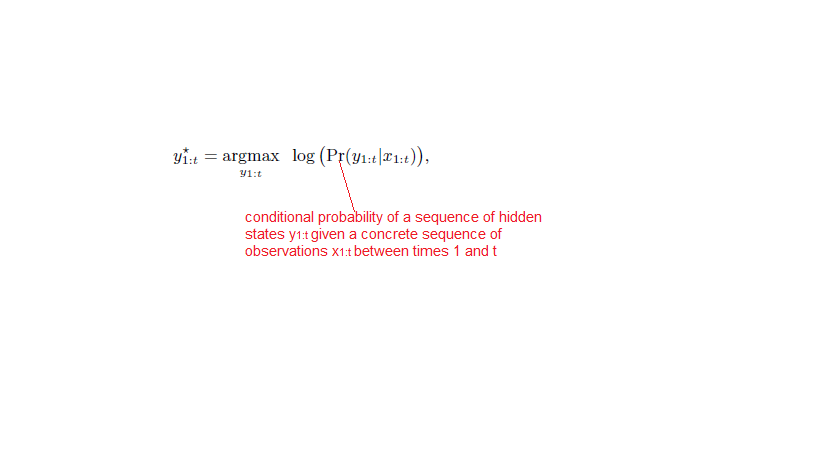 y⋆1:t = argmax log (Pr(y1:t|x1:t)),
y1:t
conditional probability of a sequence of hidden
states y1:t given a concrete sequence of
observations x1:t between times 1 and t